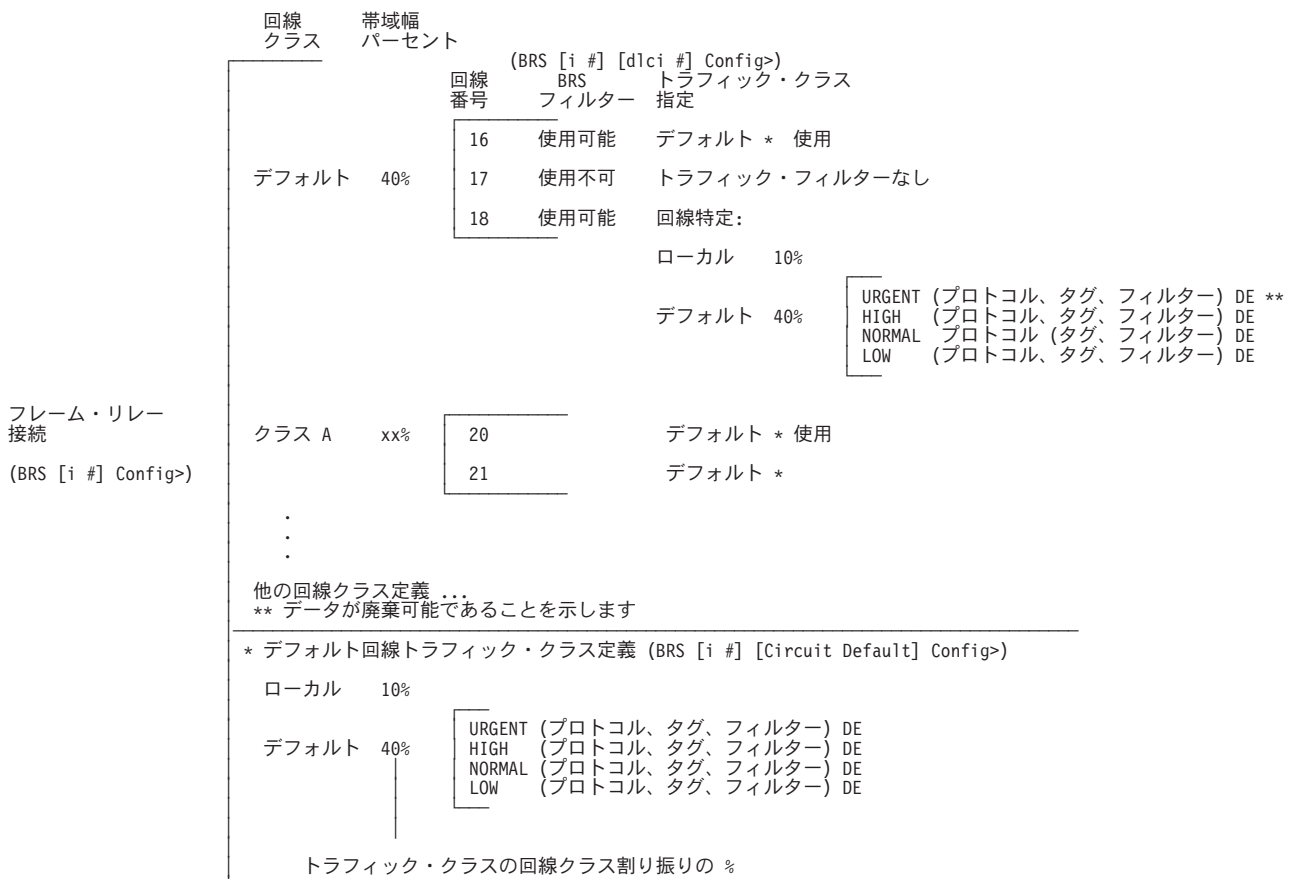 回線 帯域幅
クラス パーセント
(BRS [i #] [dlci #] Config>)
回線 BRS トラフィック・クラス
番号 フィルター 指定
16 使用可能 デフォルト * 使用
デフォルト 40% 17 使用不可 トラフィック・フィルターなし
18 使用可能 回線特定:
ローカル 10%
URGENT (プロトコル、タグ、フィルター) DE **
デフォルト 40% HIGH (プロトコル、タグ、フィルター) DE
NORMAL プロトコル (タグ、フィルター) DE
LOW (プロトコル、タグ、フィルター) DE
フレーム・リレー
接続 クラス A xx% 20 デフォルト * 使用
(BRS [i #] Config>) 21 デフォルト *
.
.
.
他の回線クラス定義 ...
** データが廃棄可能であることを示します
* デフォルト回線トラフィック・クラス定義 (BRS [i #] [Circuit Default] Config>)
ローカル 10%
URGENT (プロトコル、タグ、フィルター) DE
デフォルト 40% HIGH (プロトコル、タグ、フィルター) DE
NORMAL (プロトコル、タグ、フィルター) DE
LOW (プロトコル、タグ、フィルター) DE
トラフィック・クラスの回線クラス割り振りの %